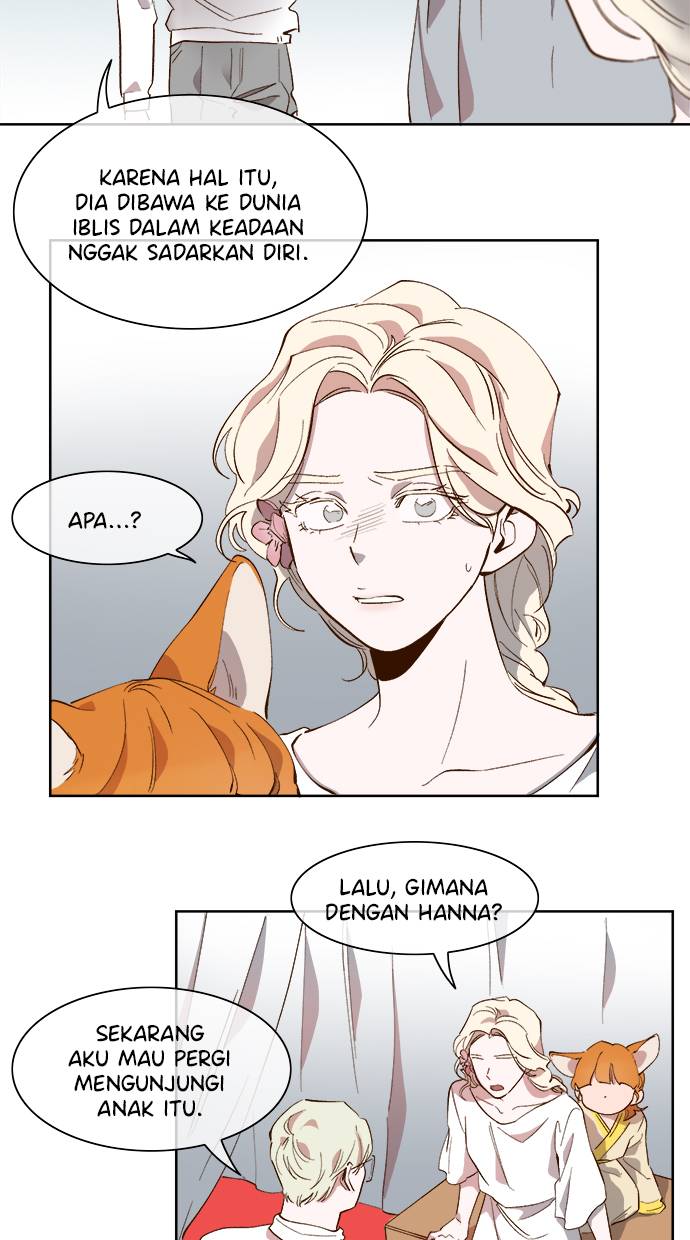 KARENA HAL ITU,
DIA DIBAWA KE DUNIA
IBLIS DALAM KEADAAN
NGGAK SADARKAN DIRI.
APA...?
LALU, GIMANA
DENGAN HANNA?
SEKARANG
AKU MAU PERGI
MENGUNJUNGI
ANAK ITU.